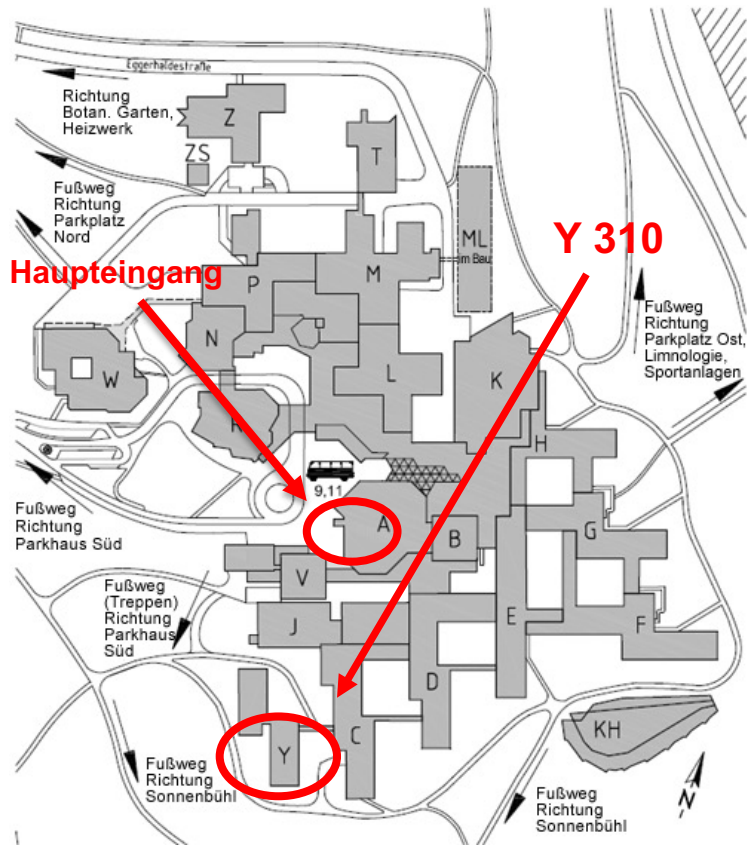 Eggerhaldestraße
Richtung
Botan. Garten,
Heizwerk
Z
ZS
T
Fußweg
Richtung
Parkplatz
Nord
ML
im Bau
Y 310
Haupteingang
P
M
N
W
L
K
R
H
Fußweg
Richtung
Parkplatz Ost,
Limnologie,
Sportanlagen
9,11
A
B
G
Fußweg
Richtung
Parkhaus Süd
V
E
Fußweg
(Treppen)
Richtung
Parkhaus
Süd
J
F
D
C
Y
KH
N
Fußweg
Richtung
Sonnenbühl
Fußweg
Richtung
Sonnenbühl